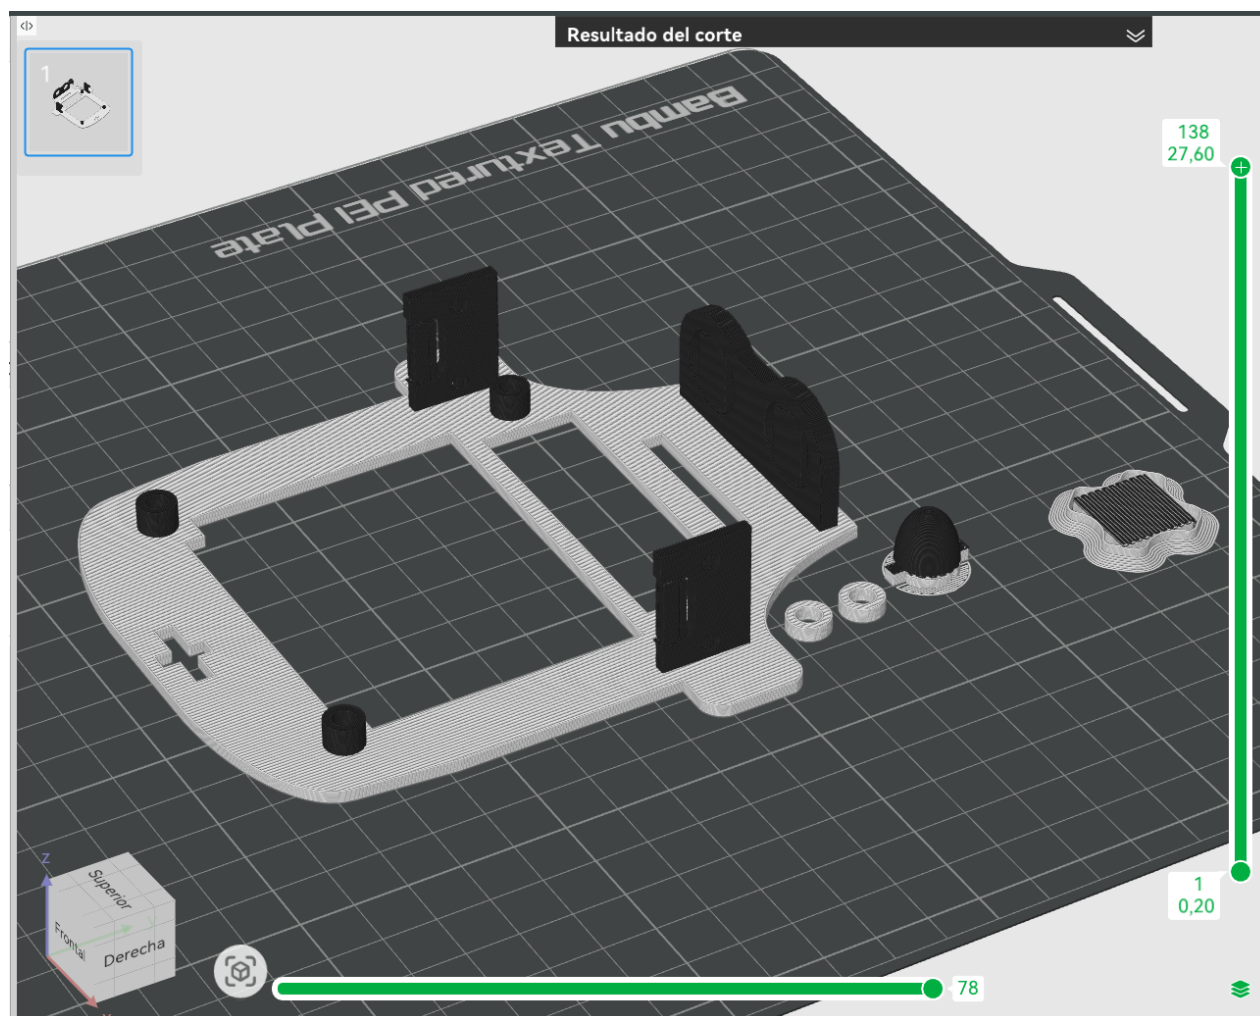 Resultado del corte
1
Bambu Textured PEI Plate
138
27,60
Z
Superior
Frontal
Derecha
1
0,20
78